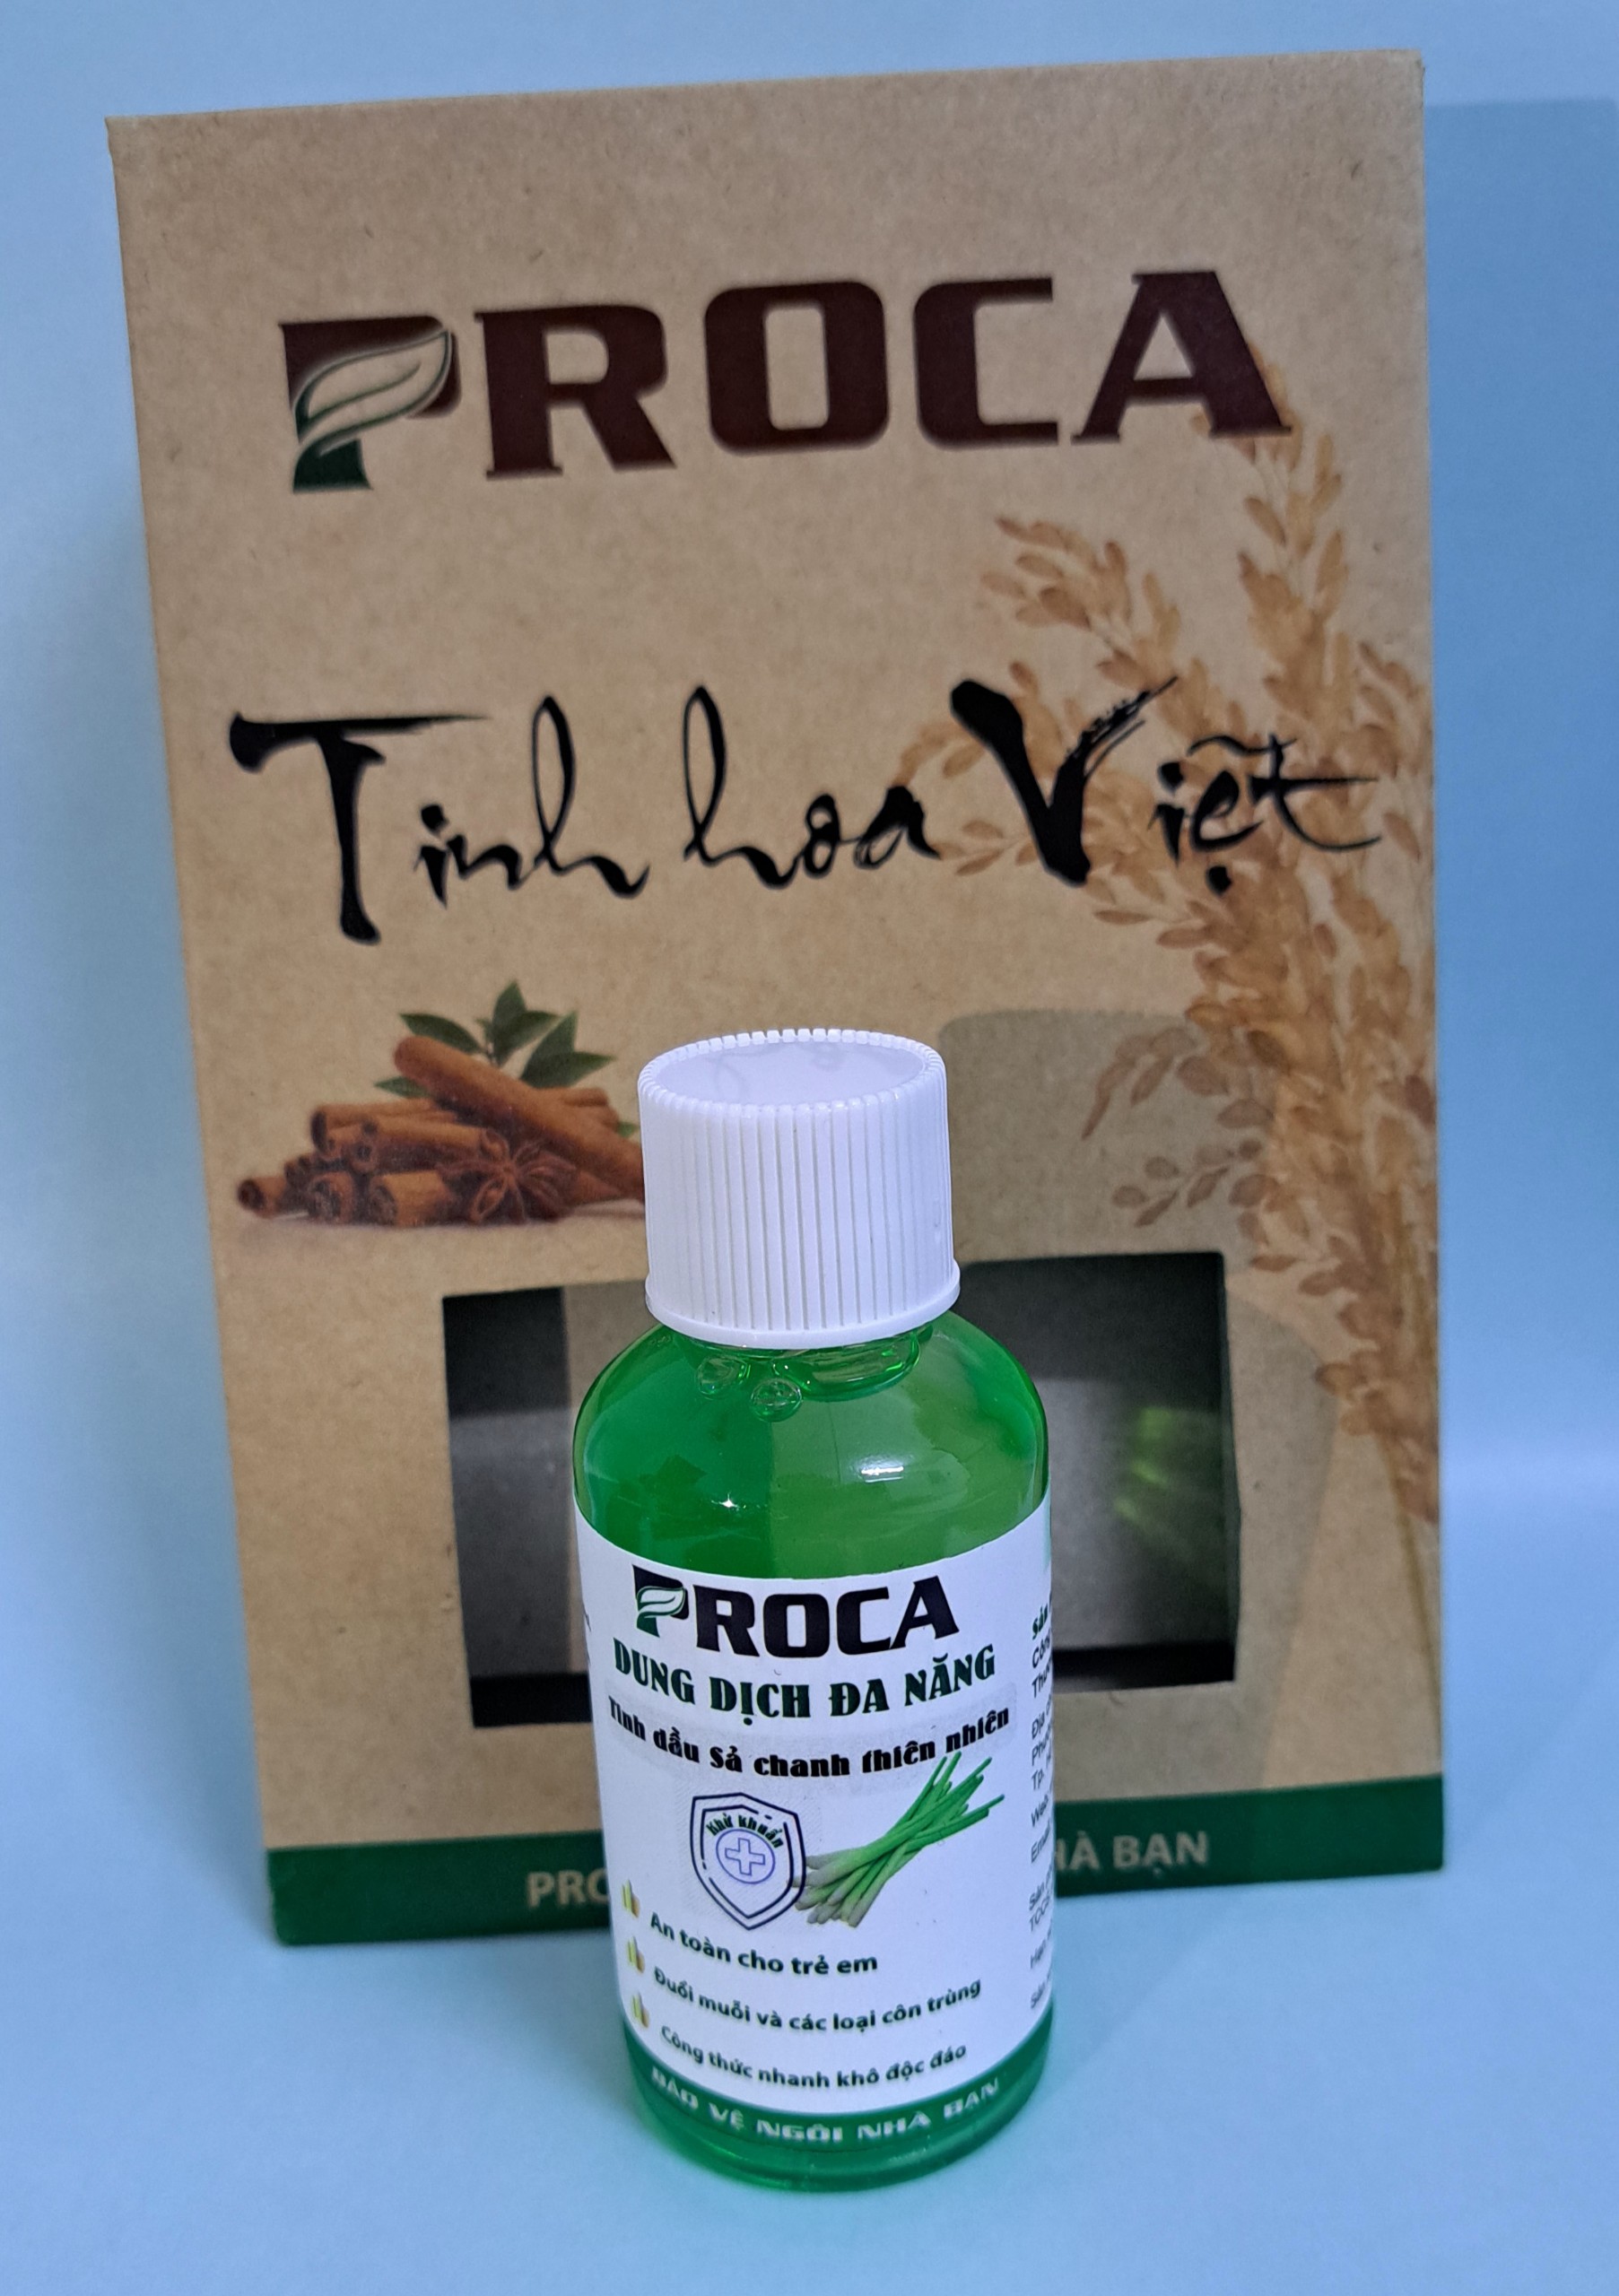 PROCA
Tinh hoa Việt
PROCA
DUNG DỊCH ĐA NĂNG
Tinh dầu Sả chanh thiên nhiên
Khử khuẩn
An toàn cho trẻ em
Đuổi muỗi và các loại côn trùng
Công thức nhanh khô độc đáo
BẢO VỆ NGÔI NHÀ BẠN
BẠN